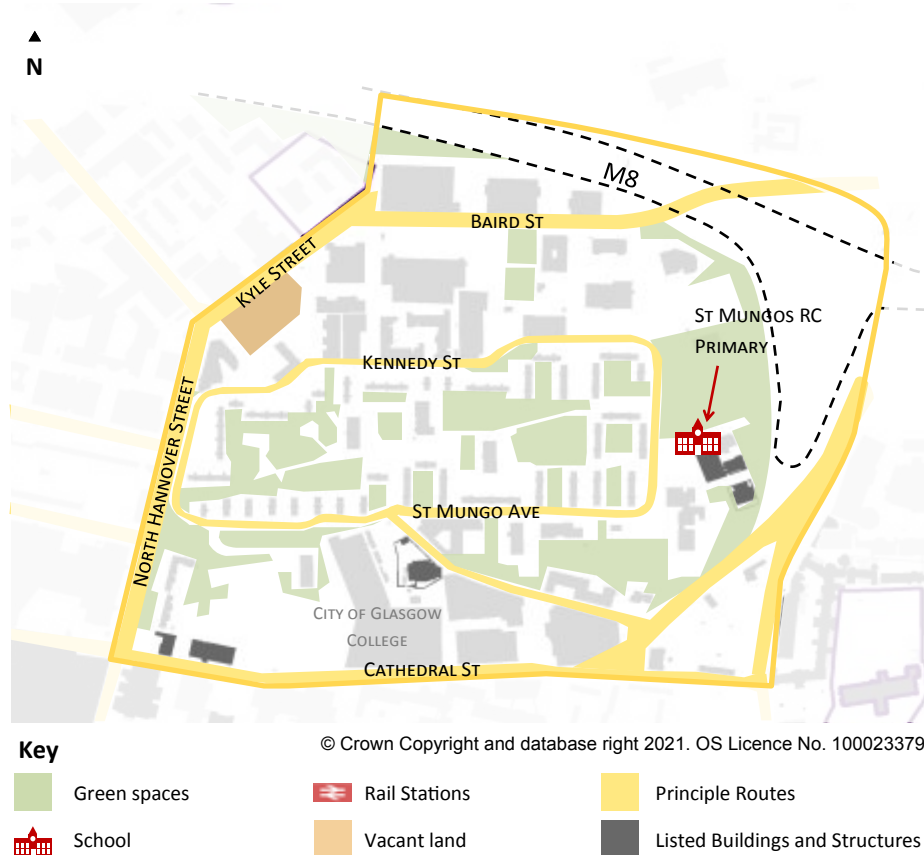 N
M8
BAIRD ST
KYLE STREET
ST MUNGOS RC
PRIMARY
KENNEDY ST
NORTH HANNOVER STREET
ST MUNGO AVE
CITY OF GLASGOW
COLLEGE
CATHEDRAL ST
Key
© Crown Copyright and database right 2021. OS Licence No. 100023379
Green spaces
Rail Stations
Principle Routes
School
Vacant land
Listed Buildings and Structures